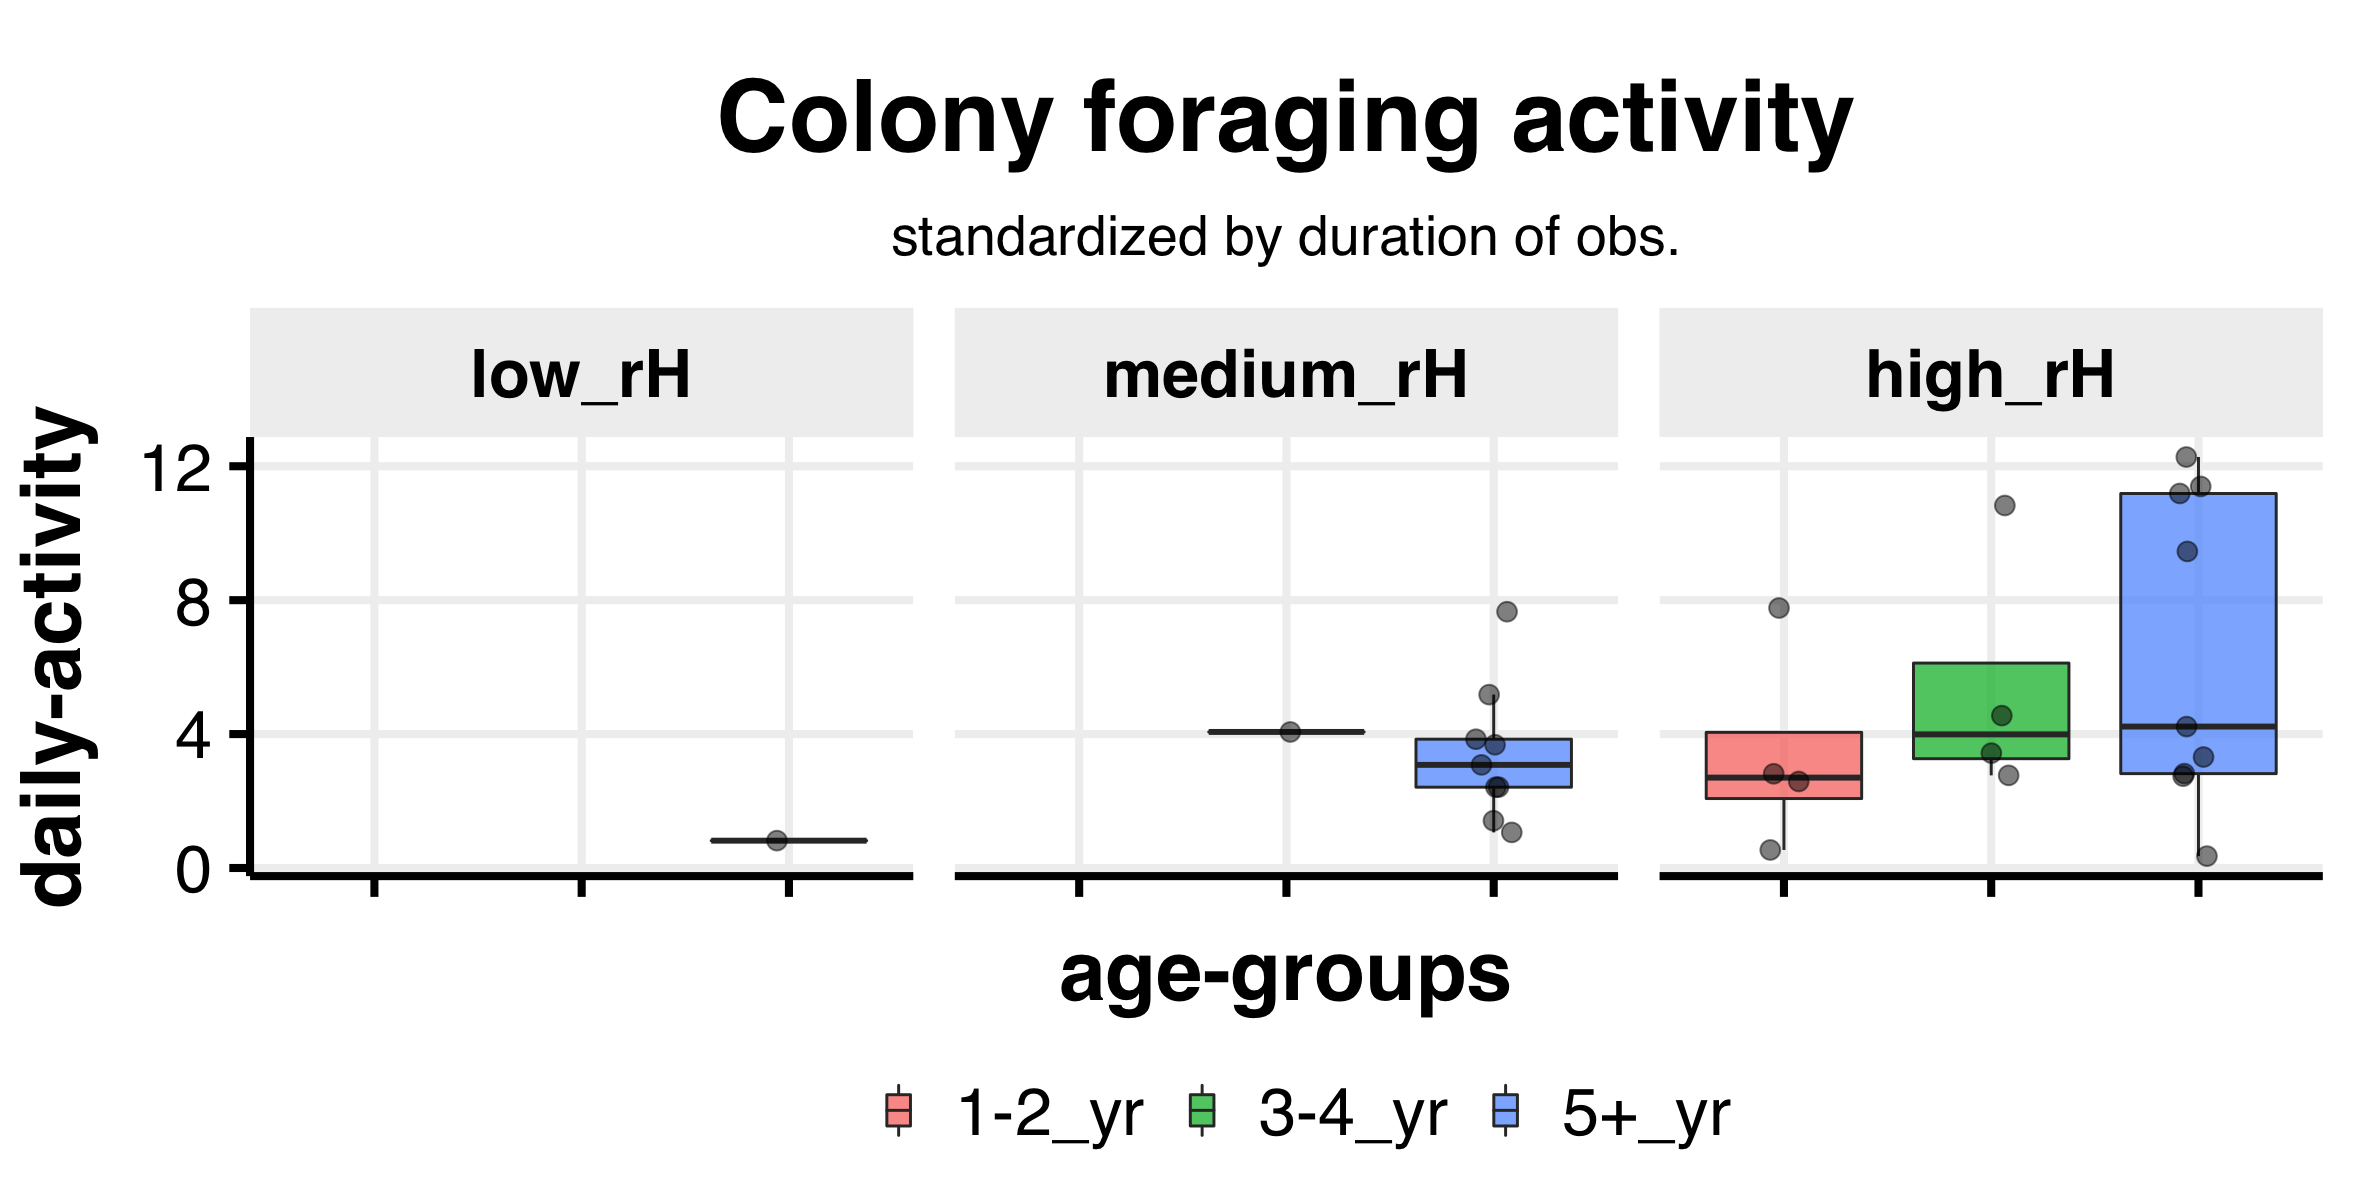 Colony foraging activity
standardized by duration of obs.
low_rH medium_rH high_rH
daily-activity
12
8
4
0
age-groups
1-2_yr 3-4_yr 5+_yr